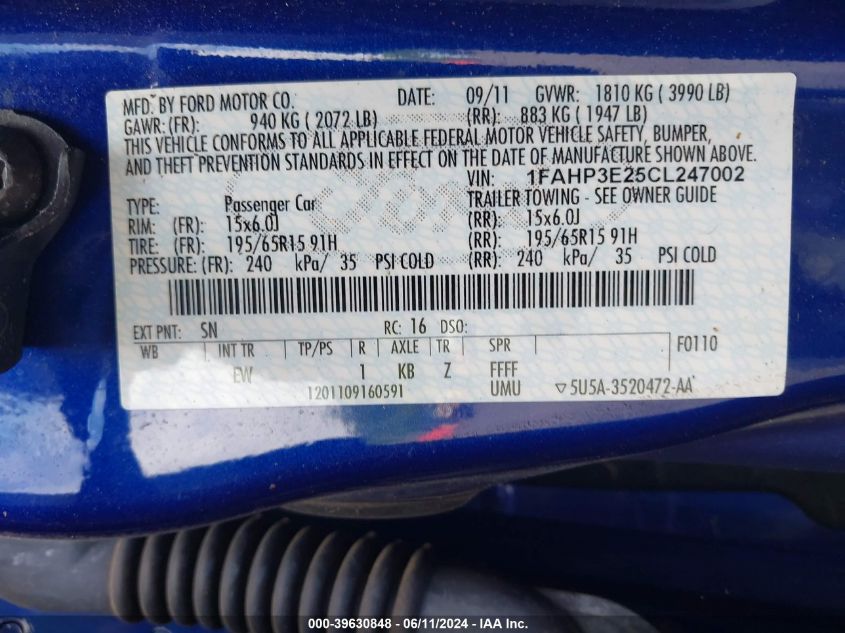 MFD. BY FORD MOTOR CO. DATE: 09/11 GVWR: 1810 KG ( 3990 LB)
GAWR: (FR): 940 KG ( 2072 LB) (RR): 883 KG ( 1947 LB)
THIS VEHICLE CONFORMS TO ALL APPLICABLE FEDERAL MOTOR VEHICLE SAFETY, BUMPER,
AND THEFT PREVENTION STANDARDS IN EFFECT ON THE DATE OF MANUFACTURE SHOWN ABOVE.
VIN: 1FAHP3E25CL247002
TYPE: Passenger Car TRAILER TOWING - SEE OWNER GUIDE
RIM: (FR): 15x6.0J (RR): 15x6.0J
TIRE: (FR): 195/65R15 91H (RR): 195/65R15 91H
PRESSURE: (FR): 240 kPa/ 35 PSI COLD (RR): 240 kPa/ 35 PSI COLD
EXT PNT: SN RC: 16 DSO:
WB INT TR TP/PS R AXLE TR SPR F0110
EW 1 KB Z FFFF
1201109160591 UMU ▽5U5A-3520472-AA
000-39630848 - 06/11/2024 - IAA Inc.